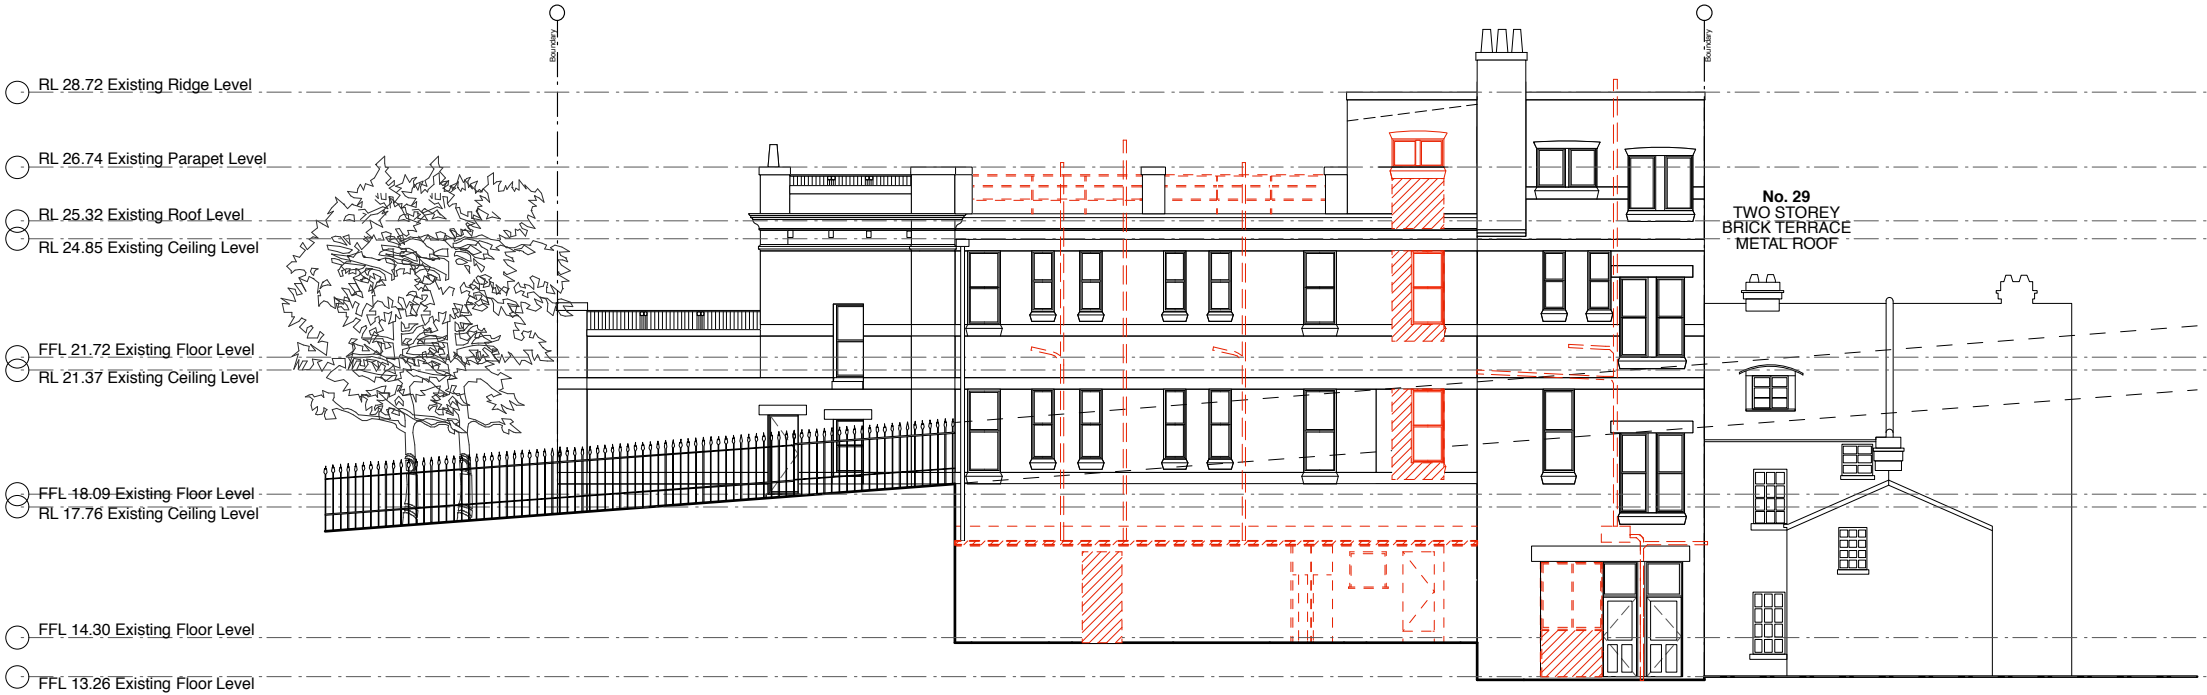 Boundary
Boundary
RL 28.72 Existing Ridge Level
RL 26.74 Existing Parapet Level
RL 25.32 Existing Roof Level
RL 24.85 Existing Ceiling Level
No. 29
TWO STOREY
BRICK TERRACE
METAL ROOF
FFL 21.72 Existing Floor Level
RL 21.37 Existing Ceiling Level
FFL 18.09 Existing Floor Level
RL 17.76 Existing Ceiling Level
FFL 14.30 Existing Floor Level
FFL 13.26 Existing Floor Level